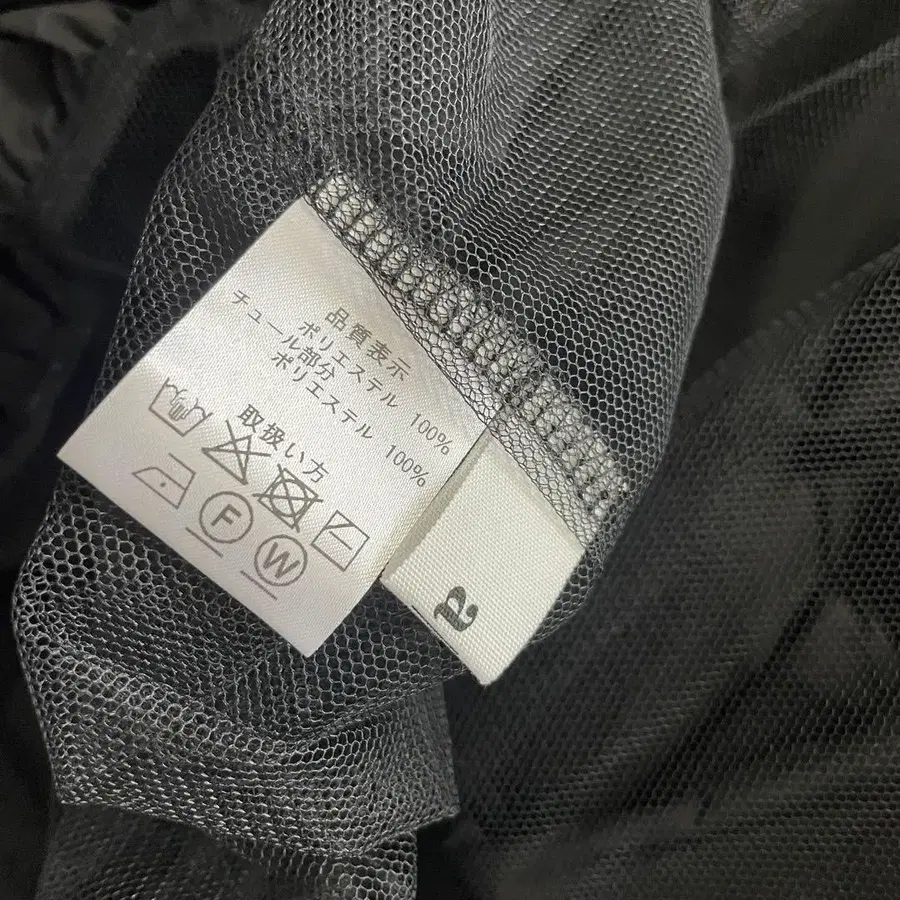 品質表示
ポリエステル 100%
チュール部分
ポリエステル 100%
取扱い方
F
W